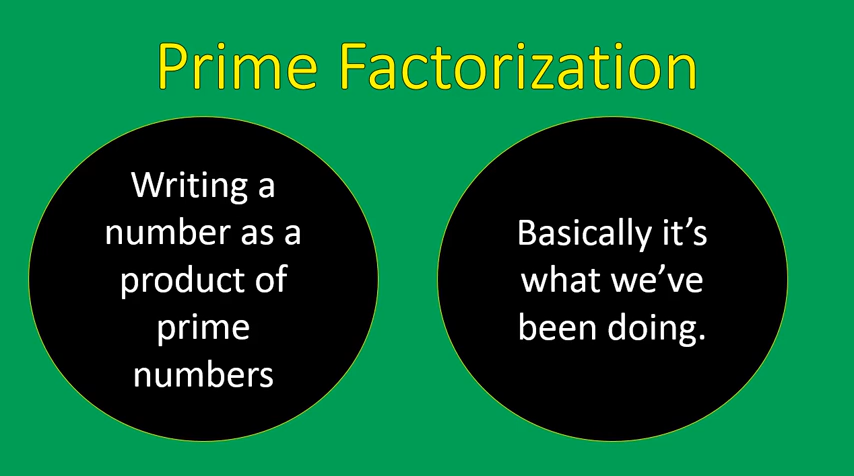 Prime Factorization
Writing a
number as a
product of
prime
numbers
Basically it’s
what we’ve
been doing.